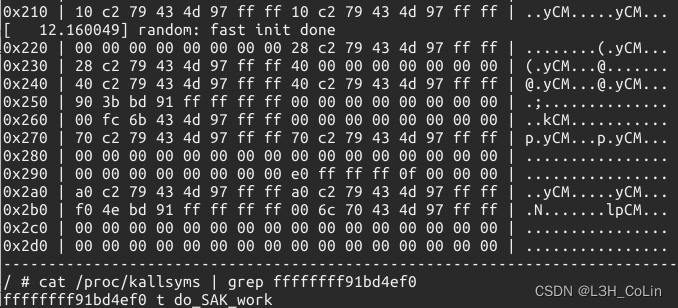 0x210 | 10 c2 79 43 4d 97 ff ff 10 c2 79 43 4d 97 ff ff | ..yCM.....yCM...
[   12.160049] random: fast init done
0x220 | 00 00 00 00 00 00 00 00 28 c2 79 43 4d 97 ff ff | ........(.yCM...
0x230 | 28 c2 79 43 4d 97 ff ff 40 00 00 00 00 00 00 00 | (.yCM...@.......
0x240 | 40 c2 79 43 4d 97 ff ff 40 c2 79 43 4d 97 ff ff | @.yCM...@.yCM...
0x250 | 90 3b bd 91 ff ff ff ff 00 00 00 00 00 00 00 00 | .;..............
0x260 | 00 fc 6b 43 4d 97 ff ff 00 00 00 00 00 00 00 00 | ..kCM...........
0x270 | 70 c2 79 43 4d 97 ff ff 70 c2 79 43 4d 97 ff ff | p.yCM...p.yCM...
0x280 | 00 00 00 00 00 00 00 00 00 00 00 00 00 00 00 00 | ................
0x290 | 00 00 00 00 00 00 00 00 e0 ff ff ff 0f 00 00 00 | ................
0x2a0 | a0 c2 79 43 4d 97 ff ff a0 c2 79 43 4d 97 ff ff | ..yCM.....yCM...
0x2b0 | f0 4e bd 91 ff ff ff ff 00 6c 70 43 4d 97 ff ff | .N.......lpCM...
0x2c0 | 00 00 00 00 00 00 00 00 00 00 00 00 00 00 00 00 | ................
0x2d0 | 00 00 00 00 00 00 00 00 00 00 00 00 00 00 00 00 | ................
--------------------------------------------------------------------------
/ # cat /proc/kallsyms | grep ffffffff91bd4ef0
ffffffff91bd4ef0 t do_SAK_work
CSDN @L3H_CoLin